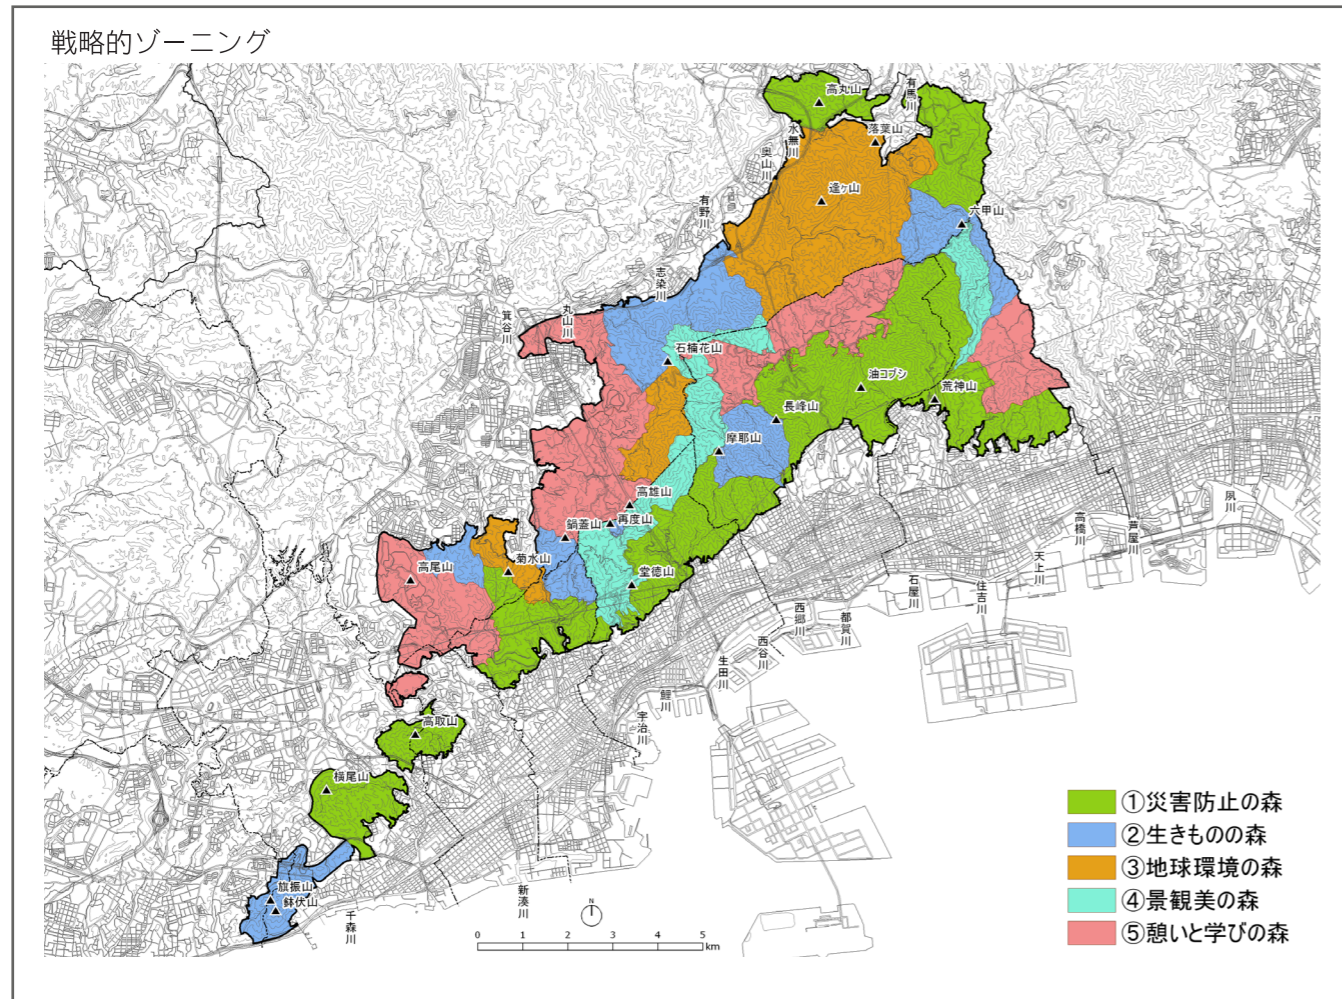 戦略的ゾーニング
高丸山
有馬川
水無川
落葉山
奥山川
逢ヶ山
有野川
六甲山
志染川
丸山川
箕谷川
石楠花山
油コブシ
荒神山
長峰山
摩耶山
高雄山
再度山
鍋蓋山
菊水山
高尾山
堂徳山
夙川
高橋川
芦屋川
天上川
住吉川
石屋川
都賀川
西郷川
西谷川
生田川
鯉川
宇治川
高取山
横尾山
旗振山
鉢伏山
千森川
新湊川
N
0 1 2 3 4 5
km
①災害防止の森
②生きものの森
③地球環境の森
④景観美の森
⑤憩いと学びの森